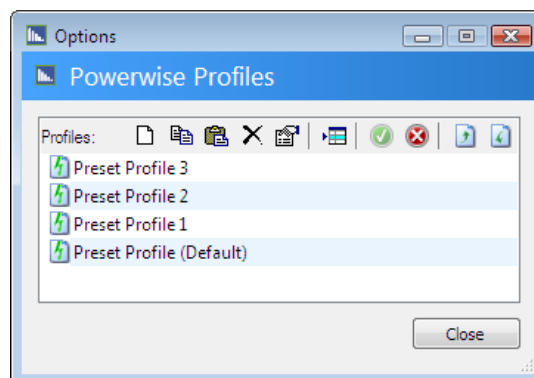 Options
Powerwise Profiles
Profiles:
Preset Profile 3
Preset Profile 2
Preset Profile 1
Preset Profile (Default)
Close